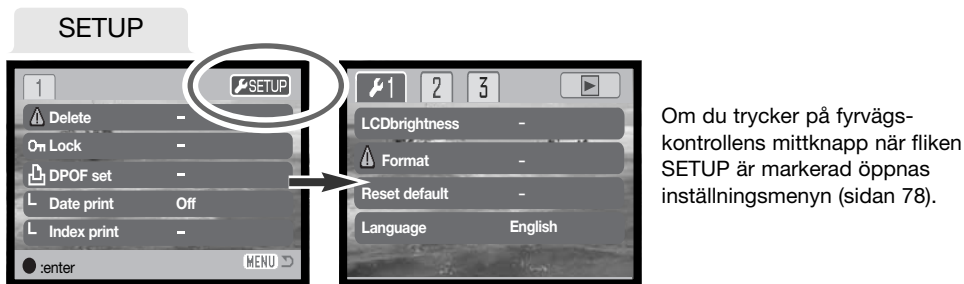 SETUP
1 SETUP
Delete –
Lock –
DPOF set –
Date print Off
Index print –
:enter MENU
1 2 3
LCDbrightness –
Format –
Reset default –
Language English
Om du trycker på fyrvägs-
kontrollens mittknapp när fliken
SETUP är markerad öppnas
inställningsmenyn (sidan 78).